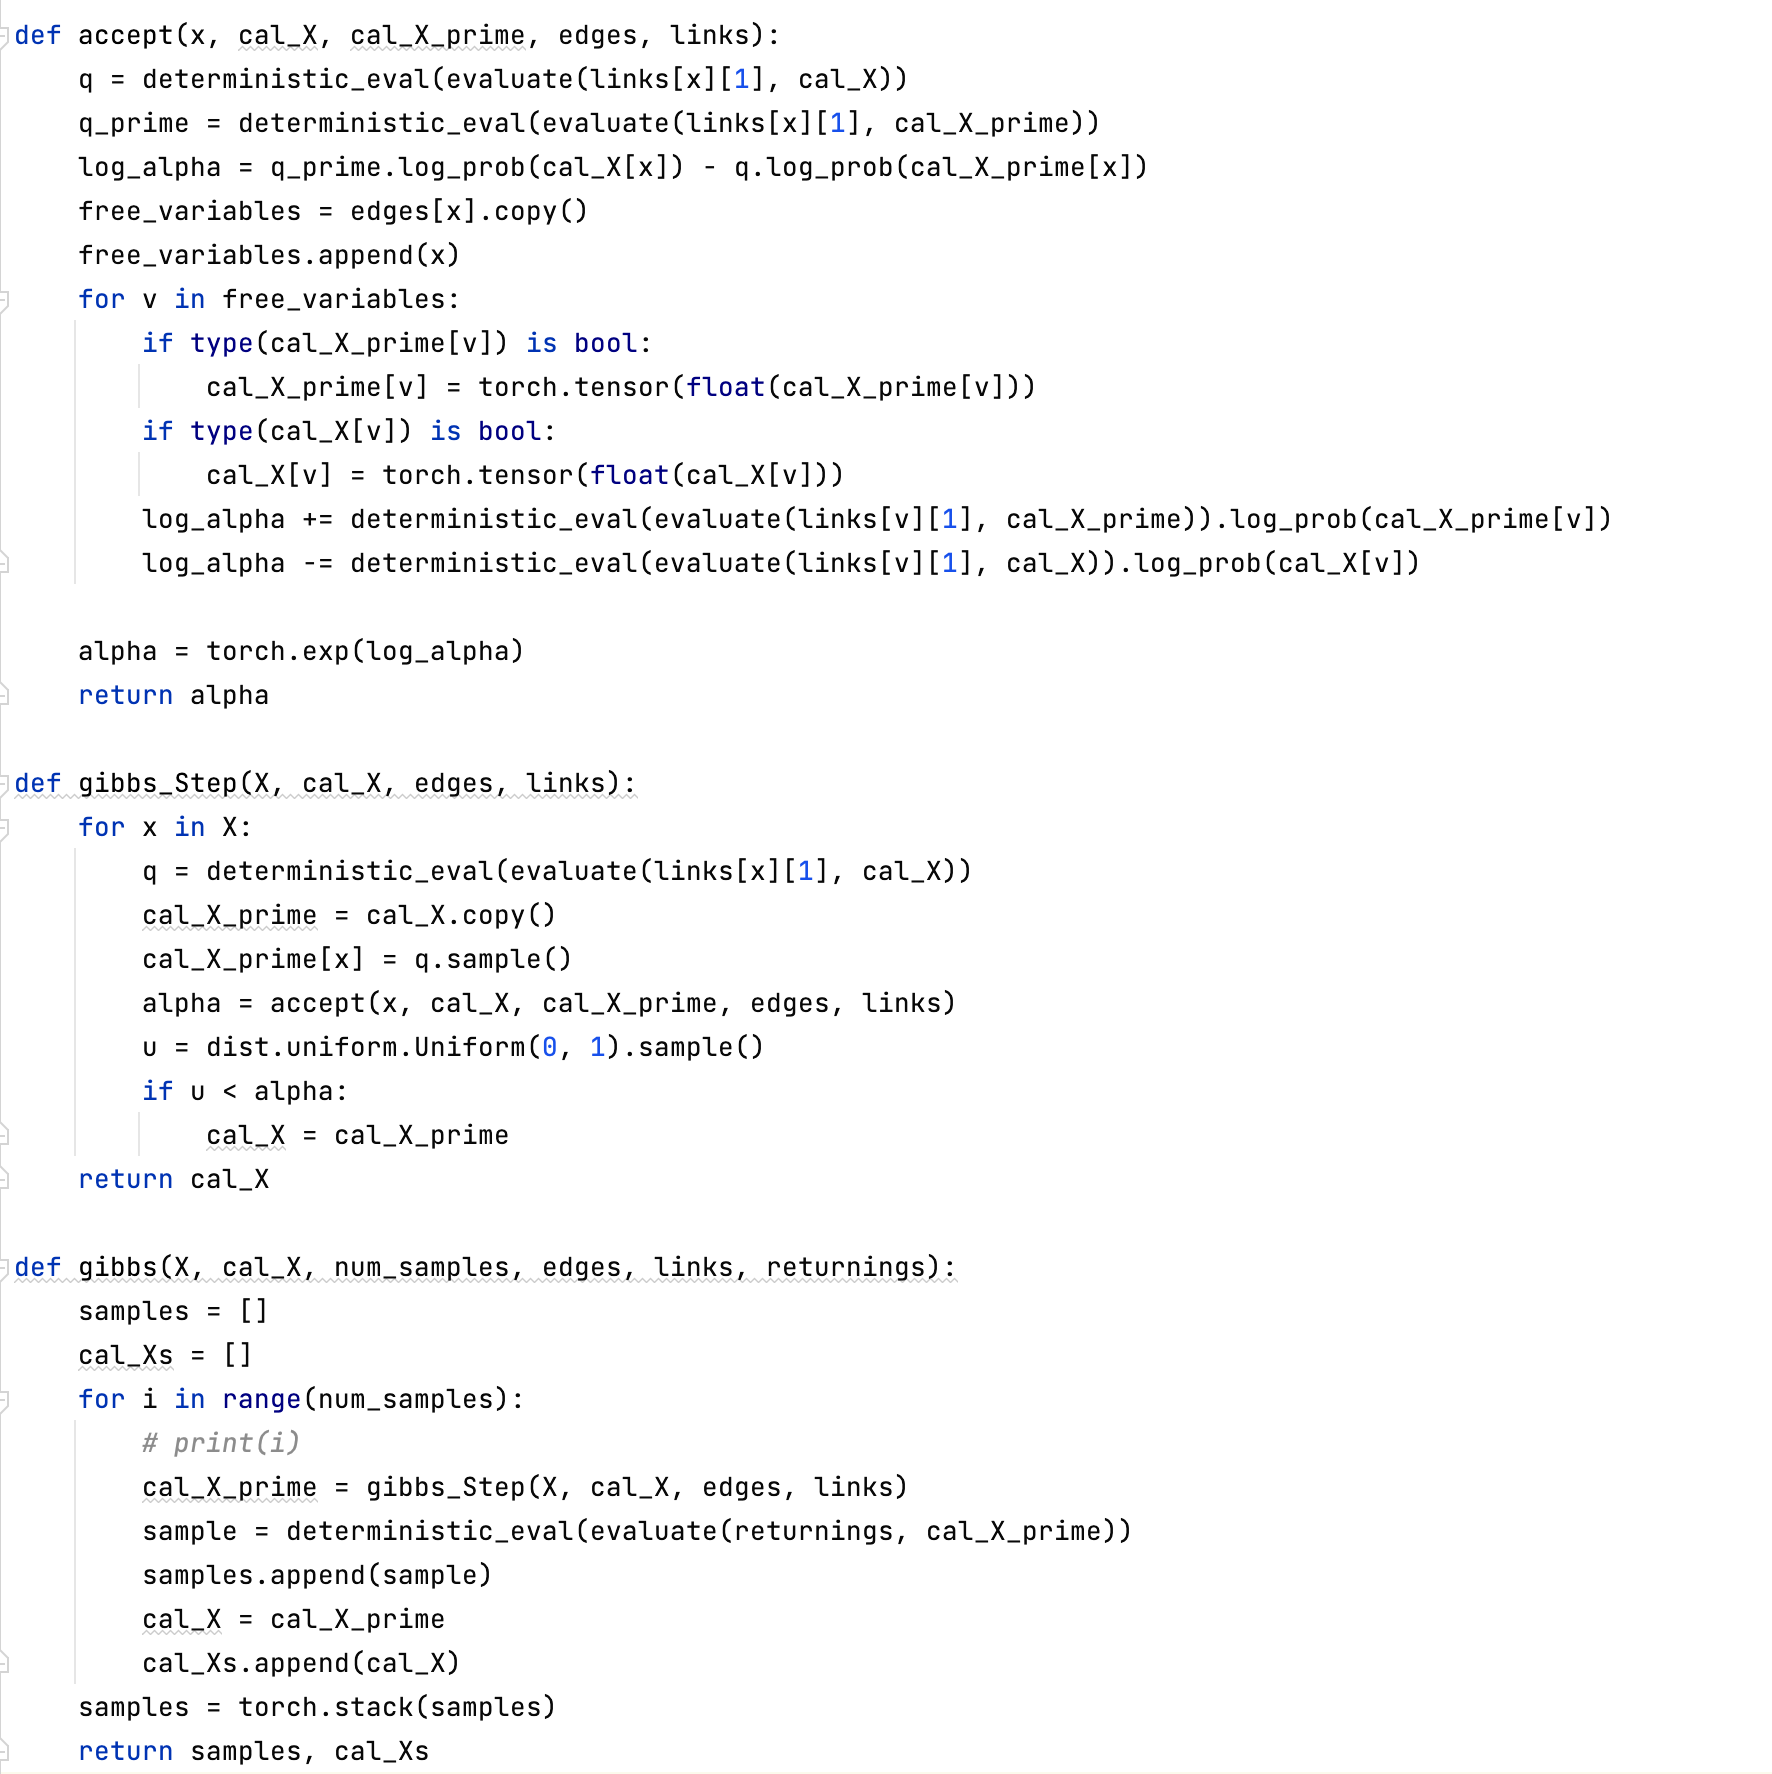 def accept(x, cal_X, cal_X_prime, edges, links):
    q = deterministic_eval(evaluate(links[x][1], cal_X))
    q_prime = deterministic_eval(evaluate(links[x][1], cal_X_prime))
    log_alpha = q_prime.log_prob(cal_X[x]) - q.log_prob(cal_X_prime[x])
    free_variables = edges[x].copy()
    free_variables.append(x)
    for v in free_variables:
        if type(cal_X_prime[v]) is bool:
            cal_X_prime[v] = torch.tensor(float(cal_X_prime[v]))
        if type(cal_X[v]) is bool:
            cal_X[v] = torch.tensor(float(cal_X[v]))
        log_alpha += deterministic_eval(evaluate(links[v][1], cal_X_prime)).log_prob(cal_X_prime[v])
        log_alpha -= deterministic_eval(evaluate(links[v][1], cal_X)).log_prob(cal_X[v])

    alpha = torch.exp(log_alpha)
    return alpha

def gibbs_Step(X, cal_X, edges, links):
    for x in X:
        q = deterministic_eval(evaluate(links[x][1], cal_X))
        cal_X_prime = cal_X.copy()
        cal_X_prime[x] = q.sample()
        alpha = accept(x, cal_X, cal_X_prime, edges, links)
        u = dist.uniform.Uniform(0, 1).sample()
        if u < alpha:
            cal_X = cal_X_prime
    return cal_X

def gibbs(X, cal_X, num_samples, edges, links, returnings):
    samples = []
    cal_Xs = []
    for i in range(num_samples):
        # print(i)
        cal_X_prime = gibbs_Step(X, cal_X, edges, links)
        sample = deterministic_eval(evaluate(returnings, cal_X_prime))
        samples.append(sample)
        cal_X = cal_X_prime
        cal_Xs.append(cal_X)
    samples = torch.stack(samples)
    return samples, cal_Xs